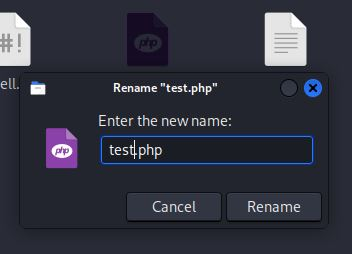 #!
php
ell.
Rename "test.php"
Enter the new name:
php
test.php
Cancel
Rename